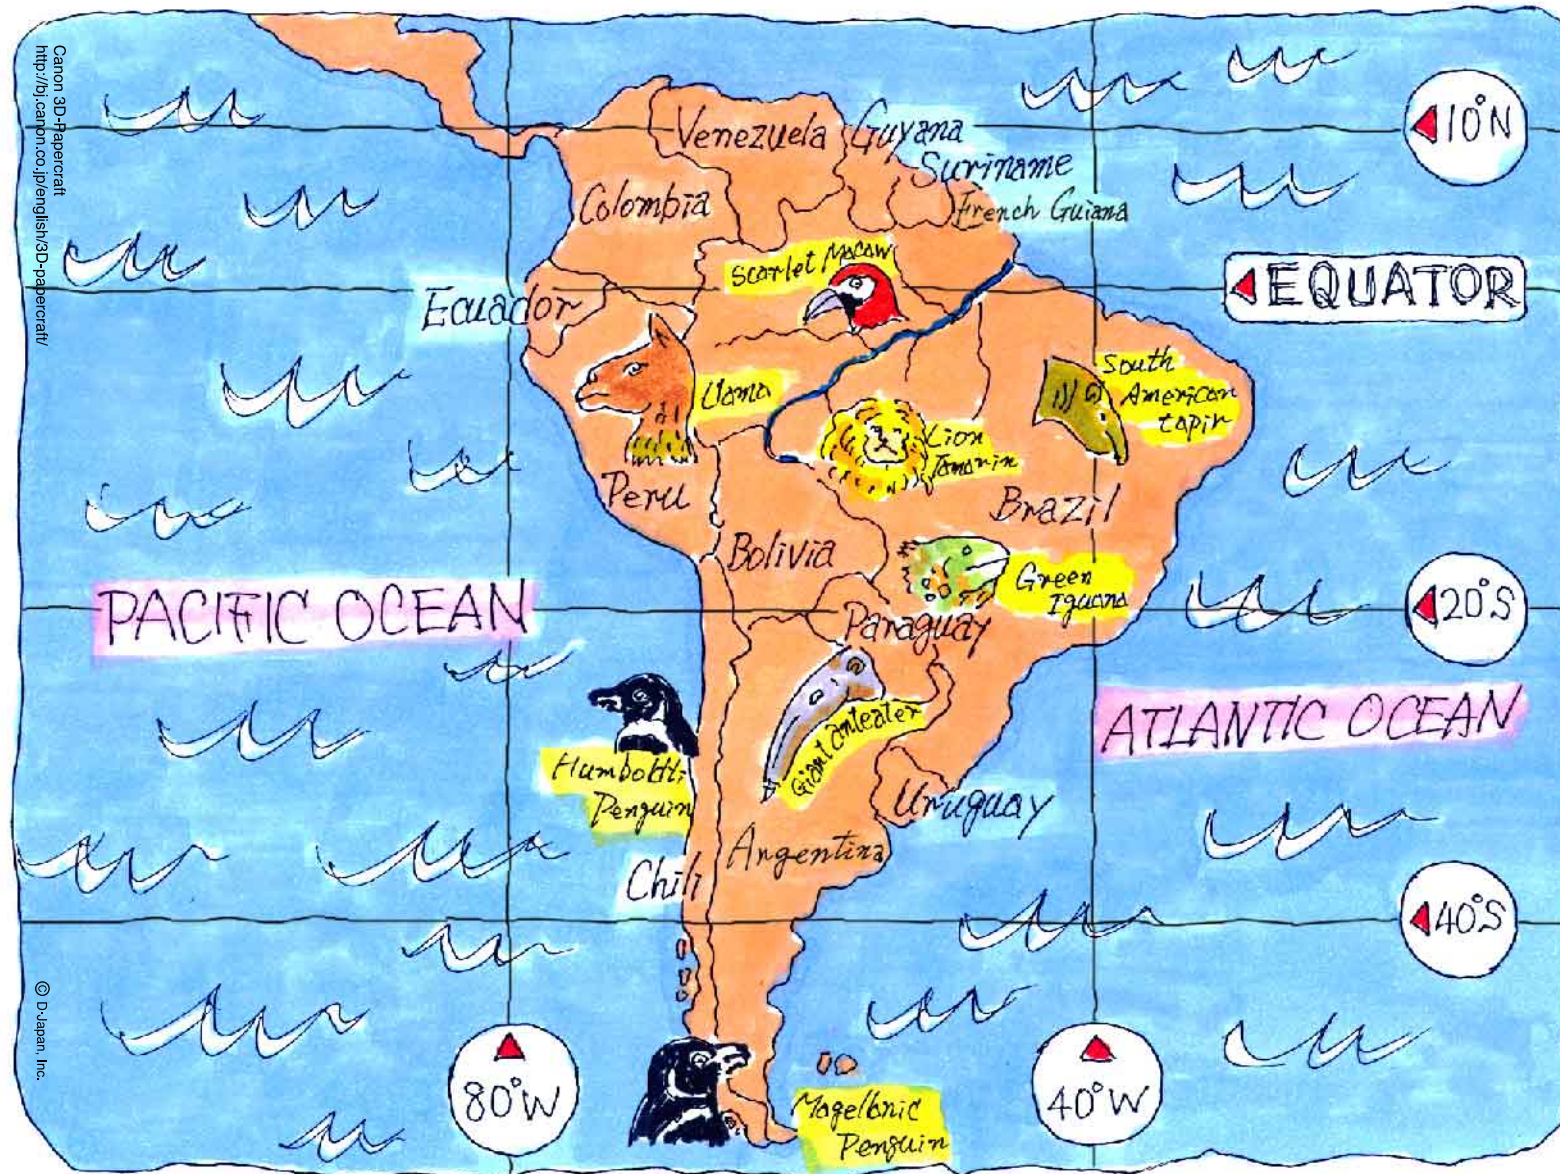 Canon 3D-Papercraft
http://bj.canon.co.jp/english/3D-papercraft/
Venezuela
Guyana
Suriname
French Guiana
Colombia
10°N
Scarlet Macaw
EQUATOR
Ecuador
Llama
South
American
tapir
Lion
Tamarin
Peru
Brazil
Bolivia
Green
Iguana
PACIFIC OCEAN
20°S
Paraguay
ATLANTIC OCEAN
Giant anteater
Penguin
Uruguay
Argentina
Chili
40°S
80°W
40°W
Magellanic
Penguin
© D-Japan, Inc.